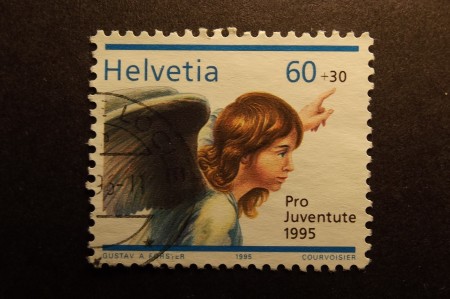 Helvetia 60 +30
Pro
Juventute
1995
GUSTAV A FORSTER 1995 COURVOISIER